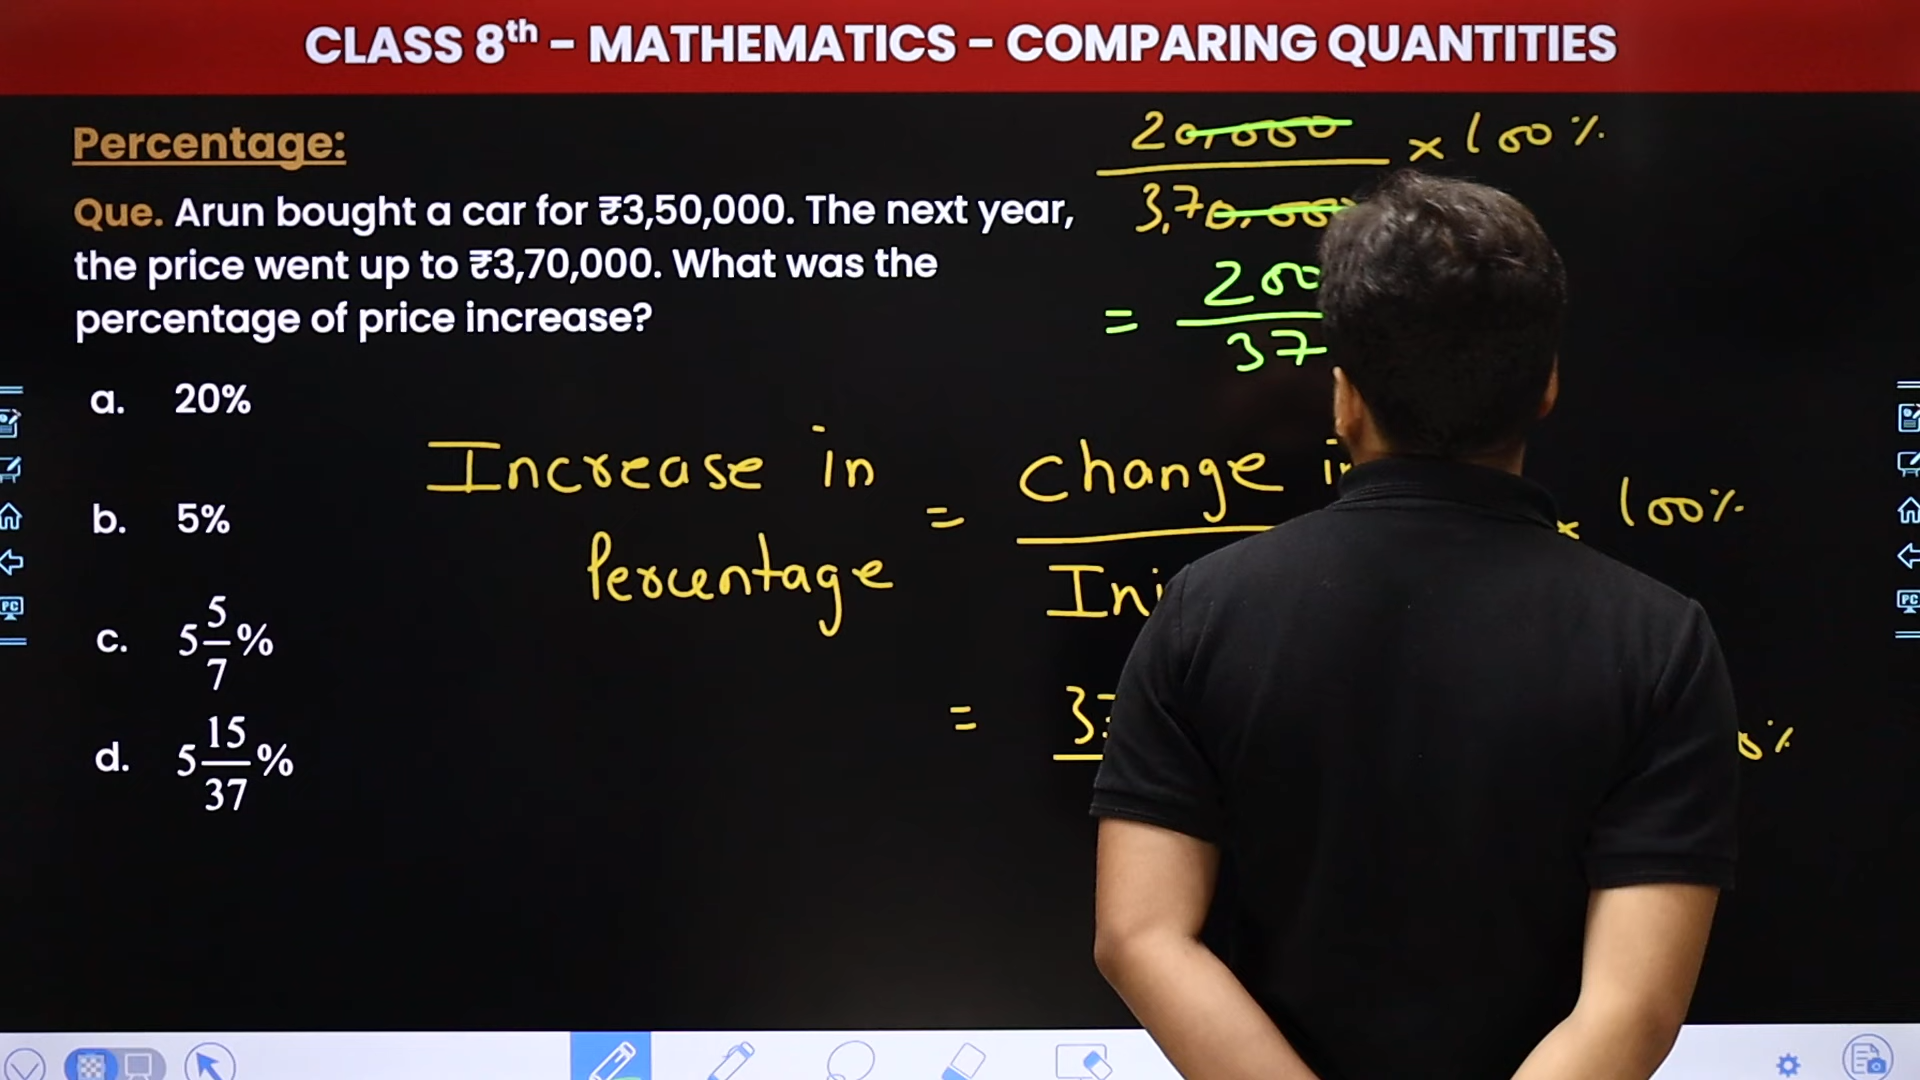 CLASS 8th - MATHEMATICS - COMPARING QUANTITIES
Percentage:
Que. Arun bought a car for ₹3,50,000. The next year,
the price went up to ₹3,70,000. What was the
percentage of price increase?
a. 20%
b. 5%
c. 5 5/7 %
d. 5 15/37 %
20,000
3,70,000
× 100%
= 200
37
Increase in
Percentage
= Change
× 100%
=
PC
PC